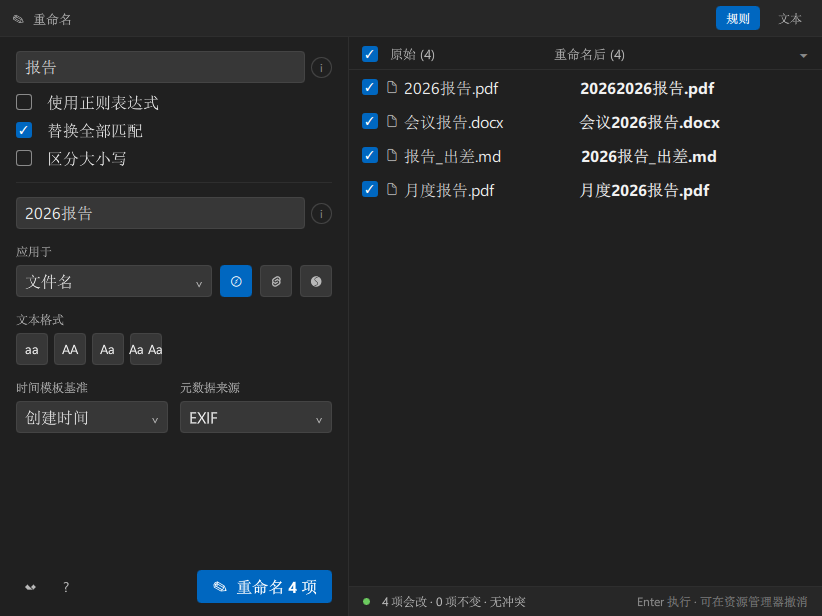 重命名
规则 文本
报告
使用正则表达式
替换全部匹配
区分大小写
2026报告
应用于
文件名
文本格式
aa AA Aa Aa Aa
时间模板基准 元数据来源
创建时间 EXIF
? 重命名 4 项
原始 (4) 重命名后 (4)
2026报告.pdf 20262026报告.pdf
会议报告.docx 会议2026报告.docx
报告_出差.md 2026报告_出差.md
月度报告.pdf 月度2026报告.pdf
4 项会改 · 0 项不变 · 无冲突 Enter 执行 · 可在资源管理器撤消